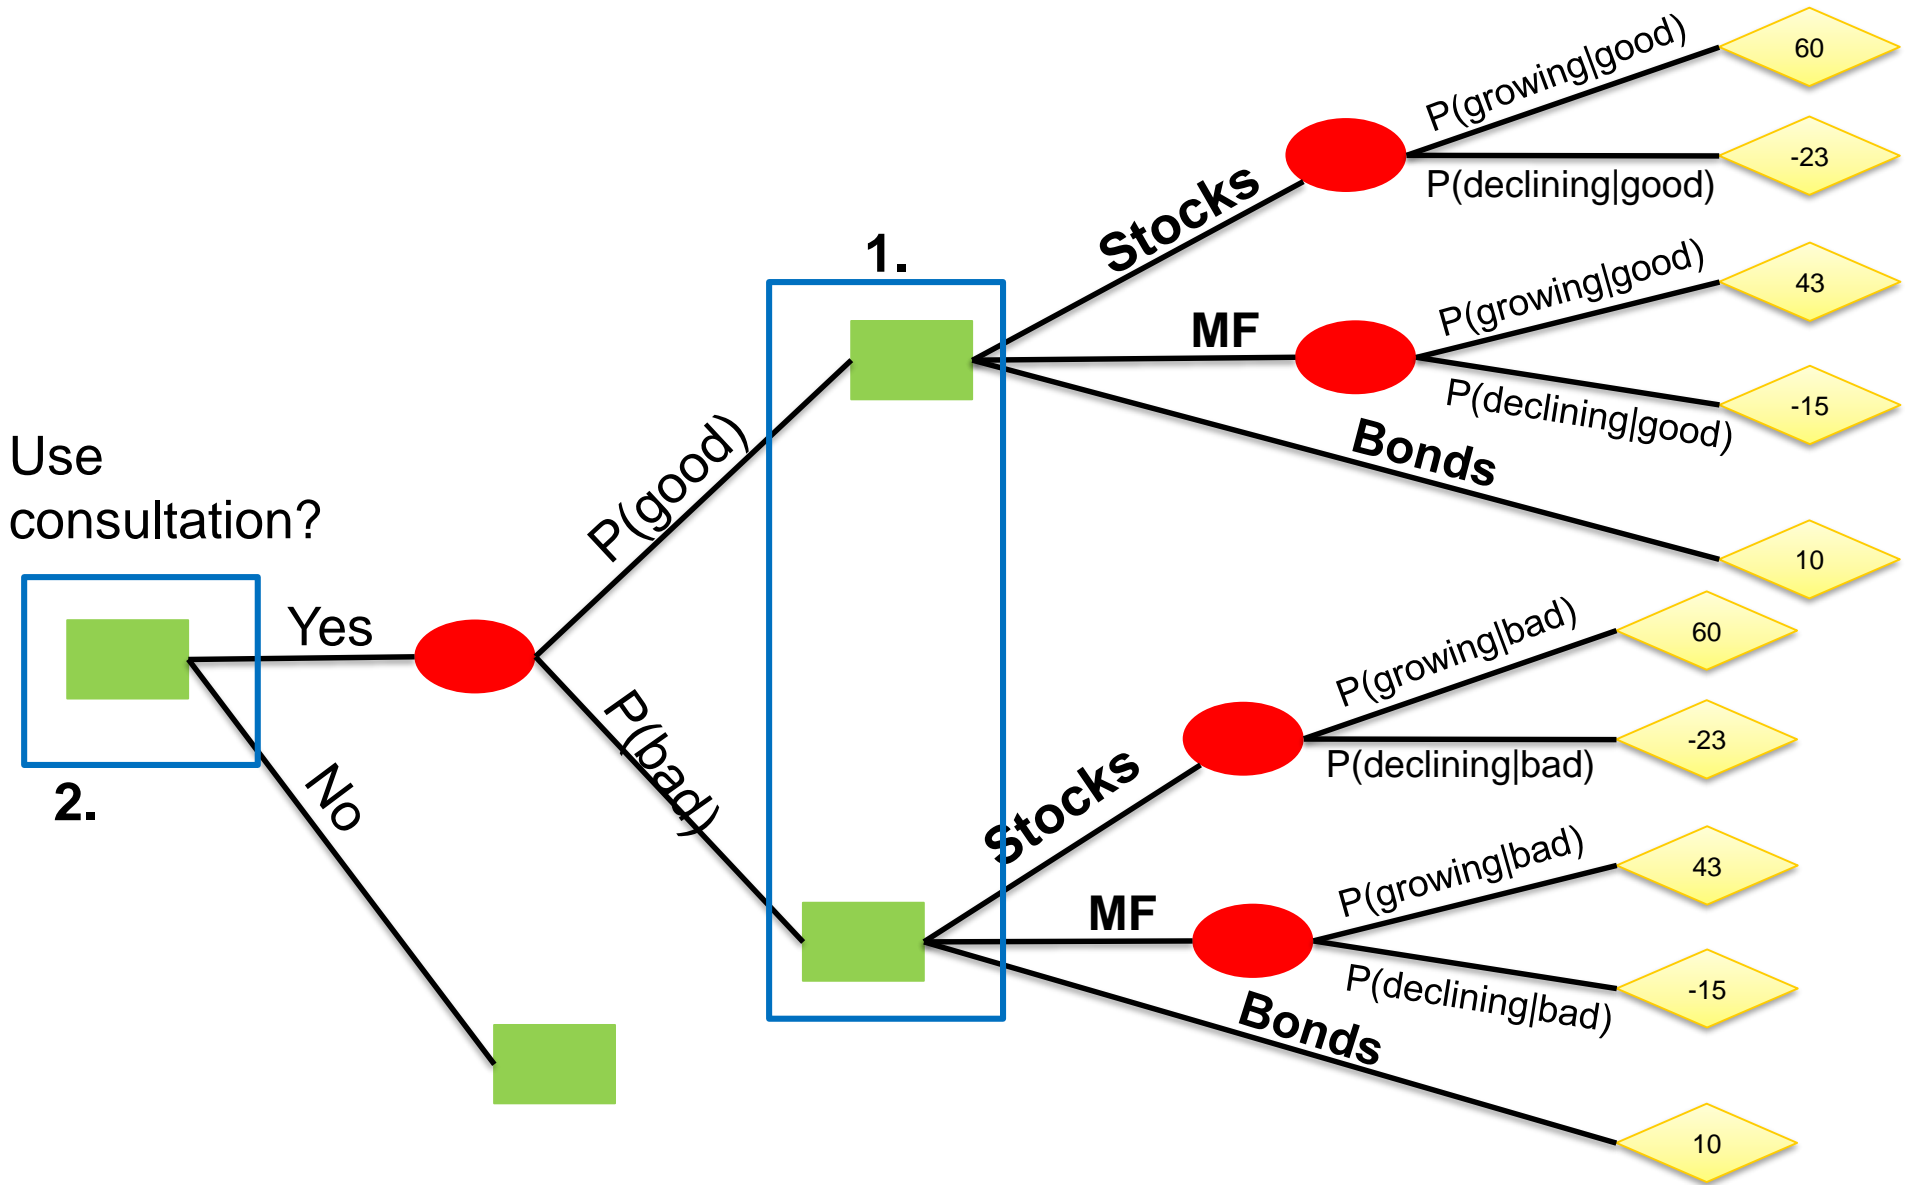 Use
consultation?
2.
Yes
No
P(good)
P(bad)
1.
Stocks
P(growing|good)
60
P(declining|good)
-23
MF
P(growing|good)
43
P(declining|good)
-15
Bonds
10
Stocks
P(growing|bad)
60
P(declining|bad)
-23
MF
P(growing|bad)
43
P(declining|bad)
-15
Bonds
10